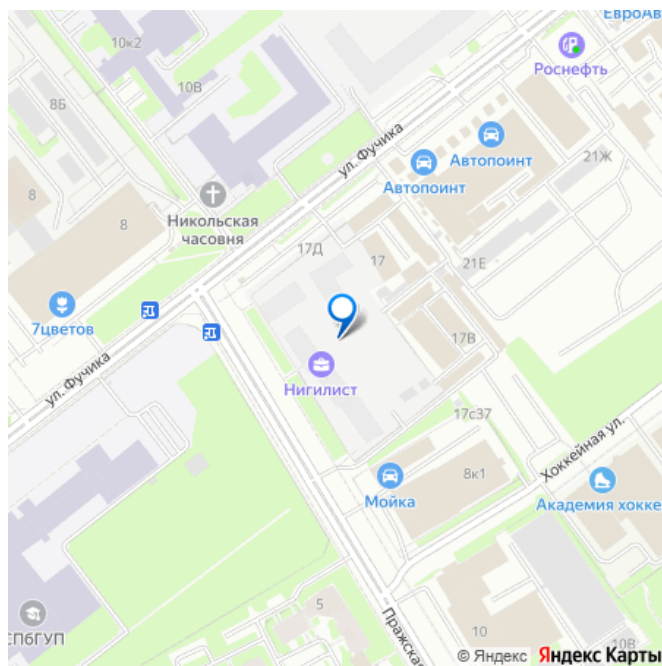 ЕвроАв
10к2
Роснефть
10В
8Б
ул. Фучика
Автопоинт
Автопоинт
21Ж
8
8
Никольская
часовня
17Д
17
21Е
7цветов
17В
ул. Фучика
Нигилист
17с37
Хоккейная ул.
8к1
Мойка
Академия хокке
СПбГУП
5
Пражска
10
10В
© Яндекс Яндекс Карты